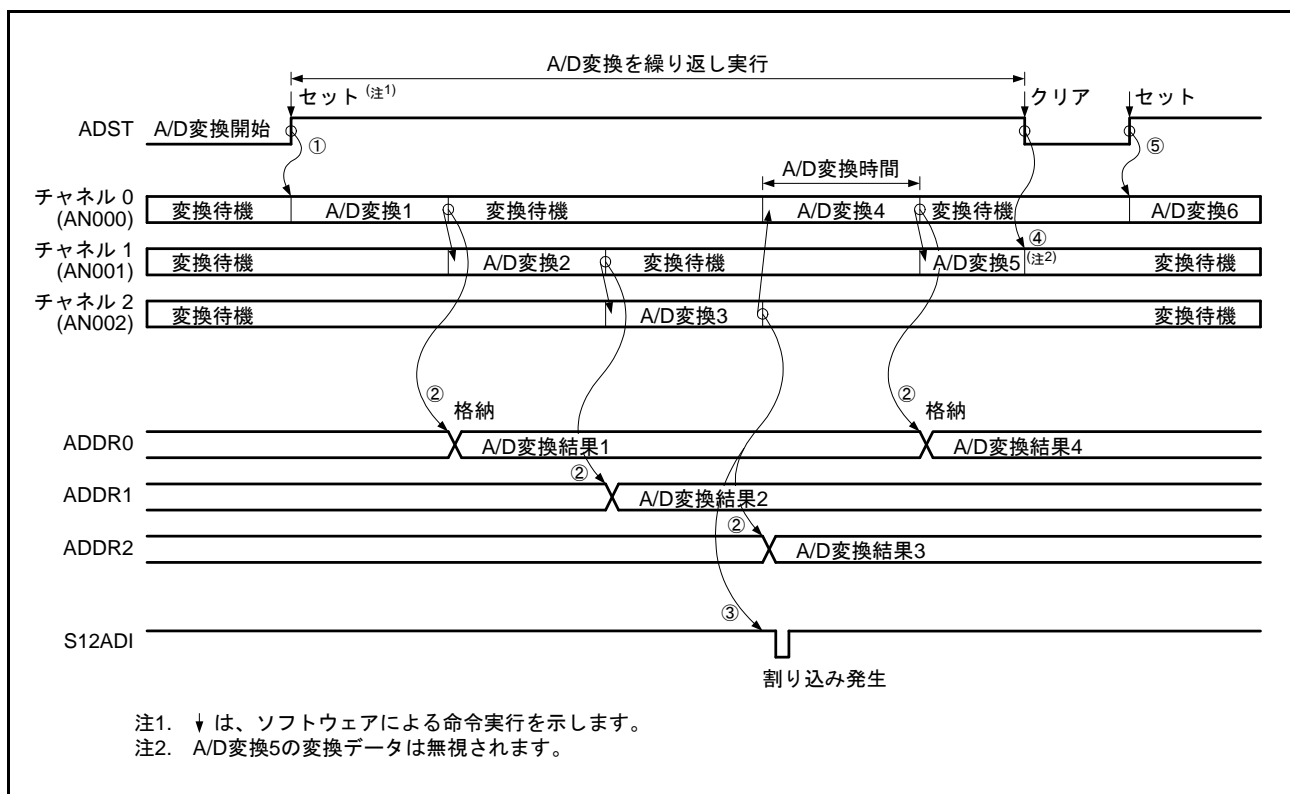 A/D変換を繰り返し実行
セット (注1)
クリア
セット
ADST
A/D変換開始
①
⑤
A/D変換時間
チャネル 0
(AN000)
変換待機
A/D変換1
変換待機
A/D変換4
変換待機
A/D変換6
④
チャネル 1
(AN001)
変換待機
A/D変換2
変換待機
A/D変換5 (注2)
変換待機
チャネル 2
(AN002)
変換待機
A/D変換3
変換待機
②
格納
②
格納
ADDR0
A/D変換結果1
A/D変換結果4
②
ADDR1
A/D変換結果2
②
ADDR2
A/D変換結果3
③
S12ADI
割り込み発生
注1. は、ソフトウェアによる命令実行を示します。
注2. A/D変換5の変換データは無視されます。